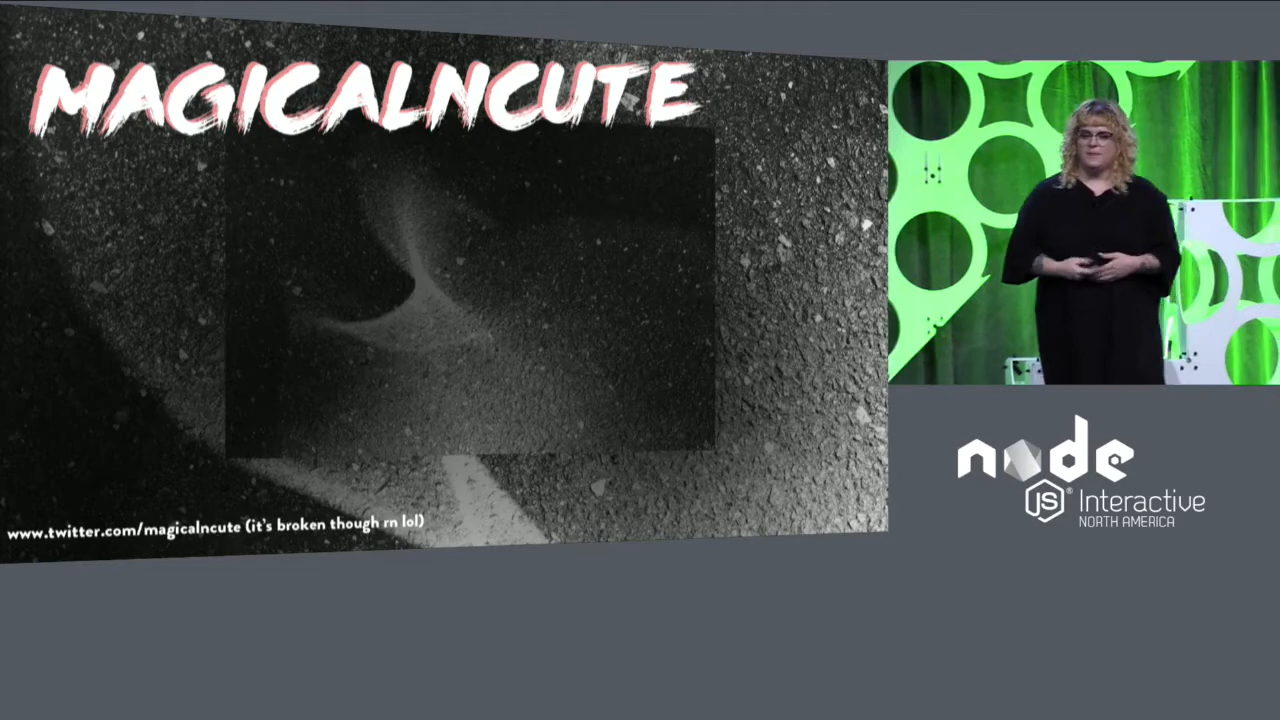 MAGICALNCUTE
www.twitter.com/magicalncute (it's broken though rn lol)
node
JS® Interactive
NORTH AMERICA